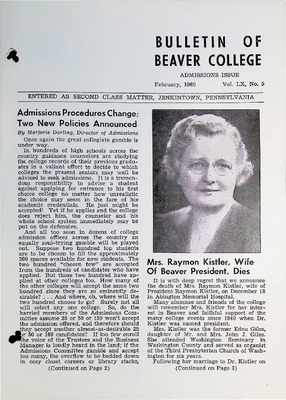 BULLETIN OF
BEAVER COLLEGE
ADMISSIONS ISSUE
February, 1960 Vol. LX, No. 5
ENTERED AS SECOND CLASS MATTER, JENKINTOWN, PENNSYLVANIA
Admissions Procedures Change;
Two New Policies Announced
By Marjorie Darling, Director of Admissions
Once again the great collegiate gamble is
under way.
In hundreds of high schools across the
country guidance counselors are studying
the college records of their previous gradu-
ates in a valiant effort to decide to which
colleges the present seniors may well be
advised to seek admissions. It is a tremen-
dous responsibility to advise a student
against applying for entrance to his first
choice college no matter how unrealistic
the choice may seem in the face of his
academic credentials. He just might be
accepted! Yet if he applies and the college
does reject him, the counselor and his
whole school system immediately may be
put on the defensive.
And all too soon in dozens of college
admission offices across the country an
equally soul-trying gamble will be played
out. Suppose two hundred top students
are to be chosen to fill the approximately
200 spaces available for new students. The
two hundred "chosen few" are accepted
from the hundreds of candidates who have
applied. But those two hundred have ap-
plied at other colleges too. How many of
the other colleges will accept the same two
hundred since they are so eminently de-
sirable? . . . And where, oh, where will the
two hundred choose to go? Surely not all
will select any one college. So, do the
harried members of the Admissions Com-
mittee assume 25 or 50 or 150 won't accept
the admission offered, and therefore should
they accept another almost-as-desirable 25
or 50 or 150 candidates? If too few enroll
the voice of the Trustees and the Business
Manager is loudly heard in the land; if the
Admissions Committee gamble and accept
too many, the overflow to be bedded down
in cozy closet corners or library stacks,
(Continued on Page 2)
Mrs. Raymon Kistler, Wife
Of Beaver President, Dies
It is with deep regret that we announce
the death of Mrs. Raymon Kistler, wife of
President Raymon Kistler, on December 18
in Abington Memorial Hospital.
Many alumnae and friends of the college
will remember Mrs. Kistler for her inter-
est in Beaver and faithful support of the
many college events since 1940 when Dr.
Kistler was named president.
Mrs. Kistler was the former Edna Giles,
daughter of Mr. and Mrs. John J. Giles.
She attended Washington Seminary in
Washington County and served as organist
of the Third Presbyterian Church of Wash-
ington for six years.
Following her marriage to Dr. Kistler on
(Continued on Page 3)